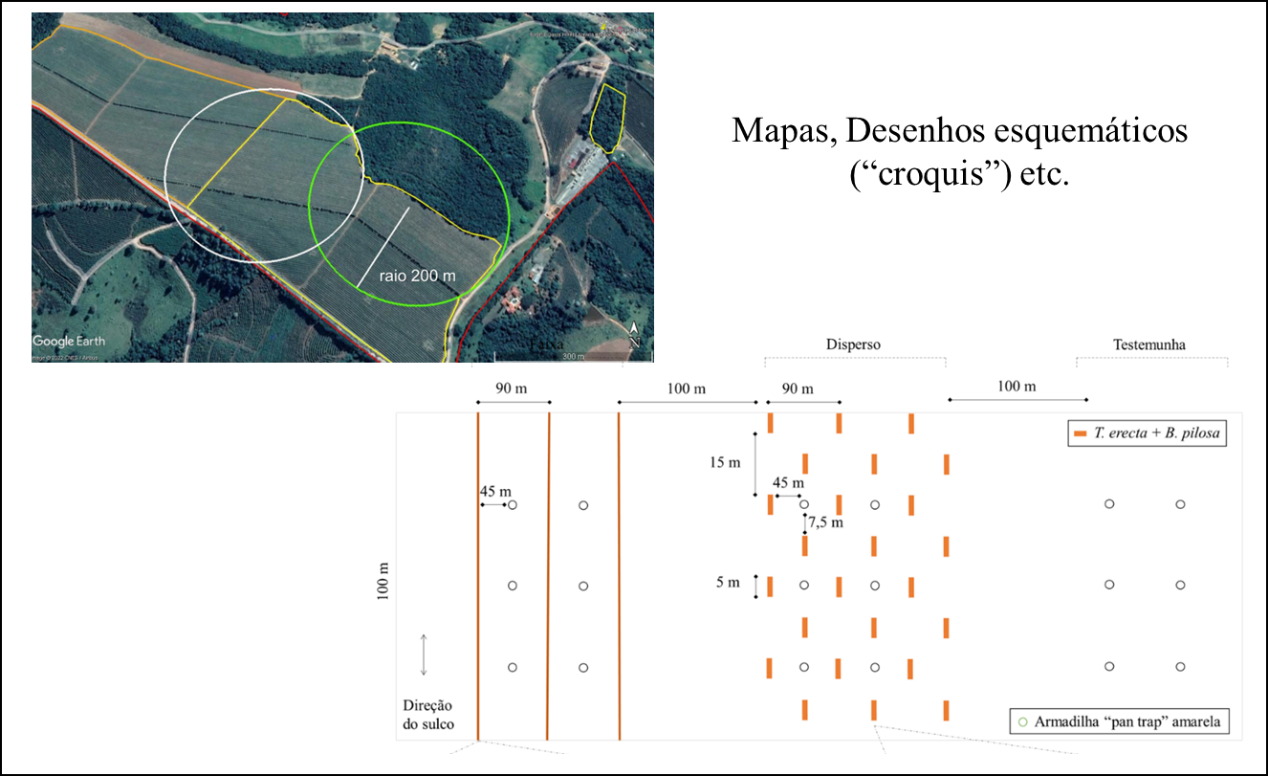 Mapas, Desenhos esquemáticos
(“croquis”) etc.
raio 200 m
Google Earth
N
300 m
Disperso
Testemunha
90 m
100 m
90 m
100 m
T. erecta + B. pilosa
15 m
45 m
45 m
7,5 m
5 m
100 m
Direção
do sulco
Armadilha “pan trap” amarela